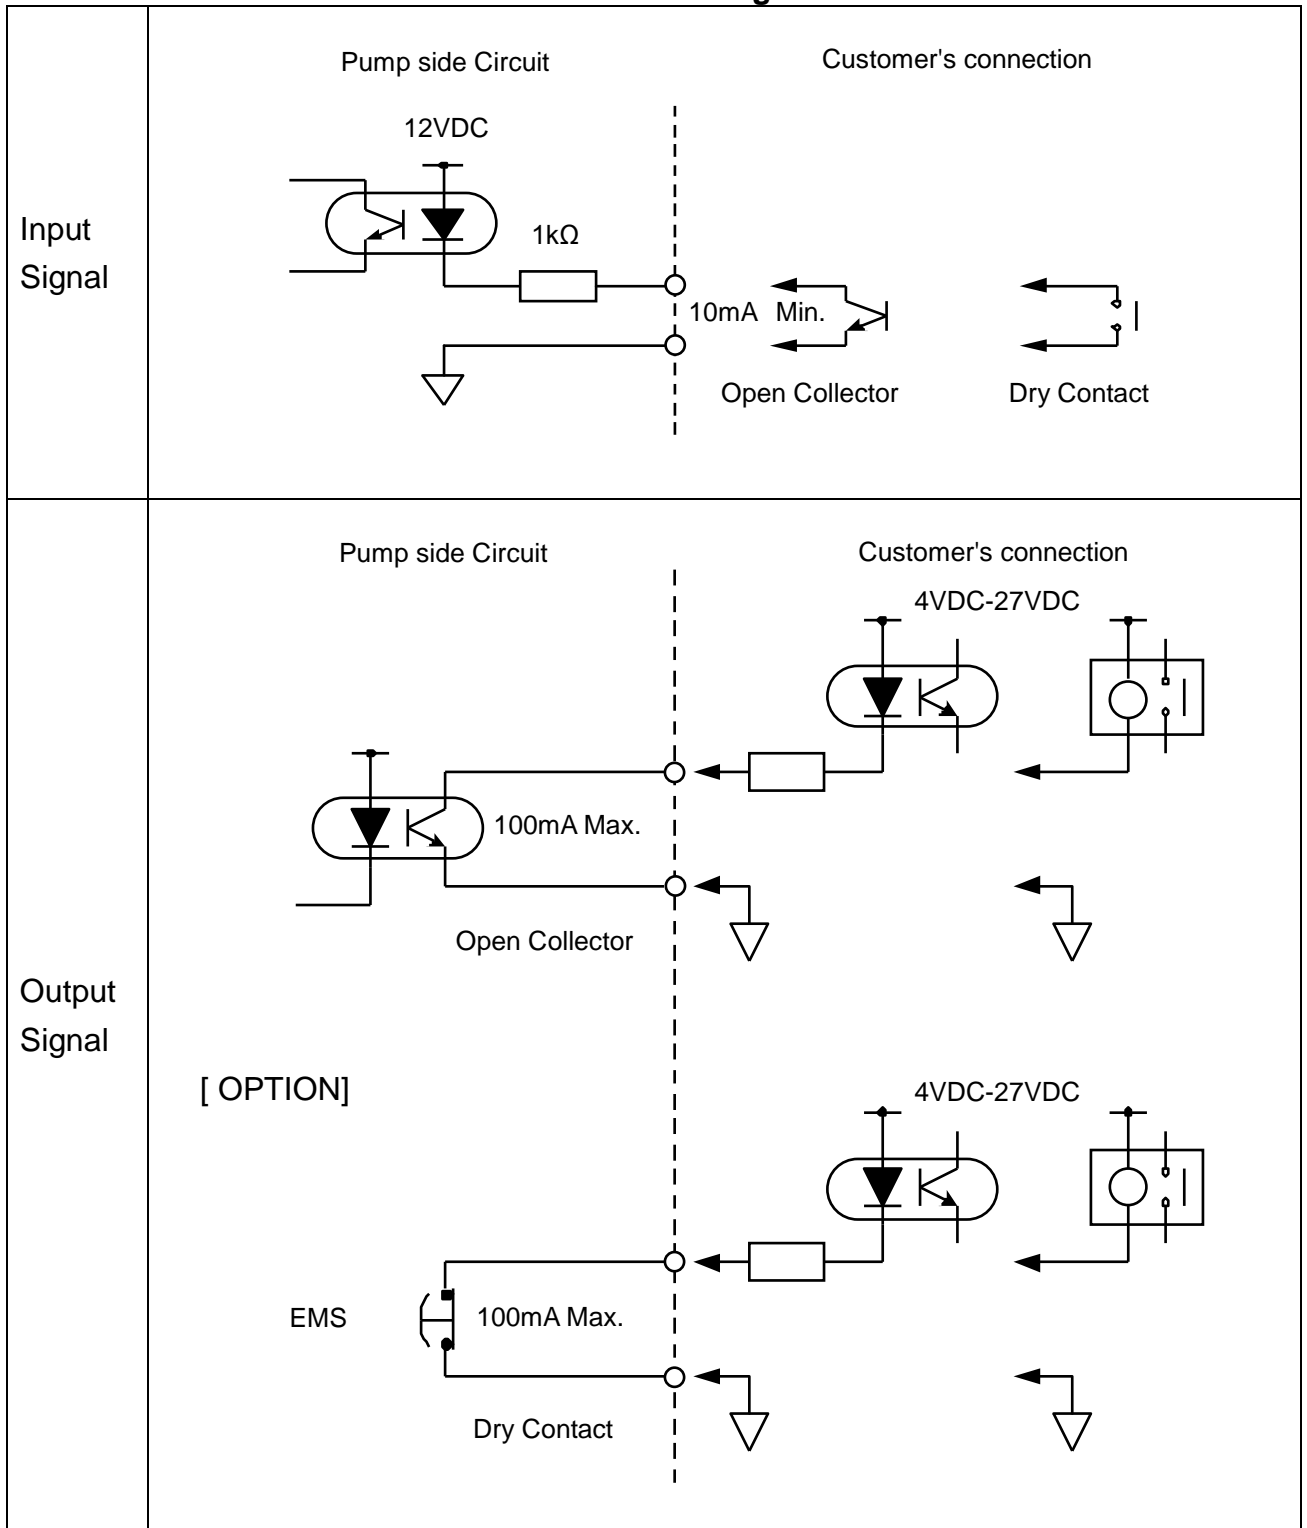 Input
Signal
Pump side Circuit
Customer's connection
12VDC
1kΩ
10mA Min.
Open Collector
Dry Contact
Output
Signal
Pump side Circuit
Customer's connection
4VDC-27VDC
100mA Max.
Open Collector
[ OPTION]
4VDC-27VDC
EMS
100mA Max.
Dry Contact